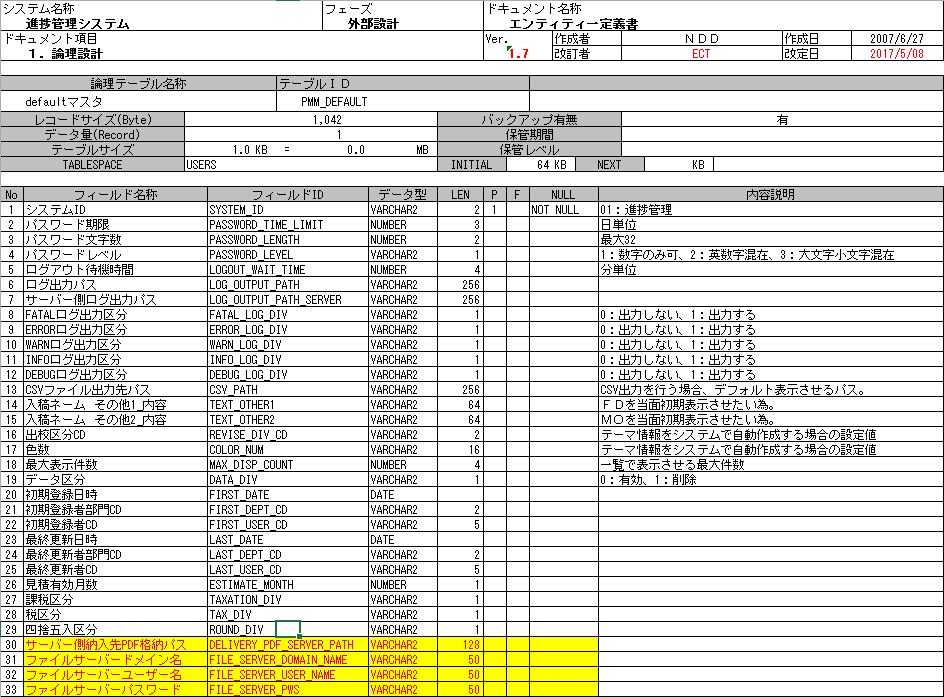 システム名称 フェーズ ドキュメント名称
進捗管理システム 外部設計 エンティティー定義書
ドキュメント項目 Ver. 作成者 ＮＤＤ 作成日 2007/6/27
１．論理設計 1.7 改訂者 ECT 改定日 2017/5/08
論理テーブル名称 テーブルＩＤ
defaultマスタ PMM_DEFAULT
レコードサイズ(Byte) 1,042 バックアップ有無 有
データ量(Record) 1 保管期間
テーブルサイズ 1.0 KB = 0.0 MB 保管レベル
TABLESPACE USERS INITIAL 64 KB NEXT KB
No フィールド名称 フィールドID データ型 LEN P F NULL 内容説明
1 システムID SYSTEM_ID VARCHAR2 2 1 NOT NULL 01：進捗管理
2 パスワード期限 PASSWORD_TIME_LIMIT NUMBER 3 日単位
3 パスワード文字数 PASSWORD_LENGTH NUMBER 2 最大32
4 パスワードレベル PASSWORD_LEVEL VARCHAR2 1 1：数字のみ可、2：英数字混在、3：大文字小文字混在
5 ログアウト待機時間 LOGOUT_WAIT_TIME NUMBER 4 分単位
6 ログ出力パス LOG_OUTPUT_PATH VARCHAR2 256
7 サーバー側ログ出力パス LOG_OUTPUT_PATH_SERVER VARCHAR2 256
8 FATALログ出力区分 FATAL_LOG_DIV VARCHAR2 1 0：出力しない、1：出力する
9 ERRORログ出力区分 ERROR_LOG_DIV VARCHAR2 1 0：出力しない、1：出力する
10 WARNログ出力区分 WARN_LOG_DIV VARCHAR2 1 0：出力しない、1：出力する
11 INFOログ出力区分 INFO_LOG_DIV VARCHAR2 1 0：出力しない、1：出力する
12 DEBUGログ出力区分 DEBUG_LOG_DIV VARCHAR2 1 0：出力しない、1：出力する
13 CSVファイル出力先パス CSV_PATH VARCHAR2 256 CSV出力を行う場合、デフォルト表示させるパス。
14 入稿ネーム その他1_内容 TEXT_OTHER1 VARCHAR2 64 ＦＤを当面初期表示させたい為。
15 入稿ネーム その他2_内容 TEXT_OTHER2 VARCHAR2 64 ＭＯを当面初期表示させたい為。
16 出校区分CD REVISE_DIV_CD VARCHAR2 2 テーマ情報をシステムで自動作成する場合の設定値
17 色数 COLOR_NUM VARCHAR2 16 テーマ情報をシステムで自動作成する場合の設定値
18 最大表示件数 MAX_DISP_COUNT NUMBER 4 一覧で表示させる最大件数
19 データ区分 DATA_DIV VARCHAR2 1 0：有効、1：削除
20 初期登録日時 FIRST_DATE DATE
21 初期登録者部門CD FIRST_DEPT_CD VARCHAR2 2
22 初期登録者CD FIRST_USER_CD VARCHAR2 5
23 最終更新日時 LAST_DATE DATE
24 最終更新者部門CD LAST_DEPT_CD VARCHAR2 2
25 最終更新者CD LAST_USER_CD VARCHAR2 5
26 見積有効月数 ESTIMATE_MONTH NUMBER 1
27 課税区分 TAXATION_DIV VARCHAR2 1
28 税区分 TAX_DIV VARCHAR2 1
29 四捨五入区分 ROUND_DIV VARCHAR2 1
30 サーバー側納入先PDF格納パス DELIVERY_PDF_SERVER_PATH VARCHAR2 128
31 ファイルサーバードメイン名 FILE_SERVER_DOMAIN_NAME VARCHAR2 50
32 ファイルサーバーユーザー名 FILE_SERVER_USER_NAME VARCHAR2 50
33 ファイルサーバーパスワード FILE_SERVER_PWS VARCHAR2 50